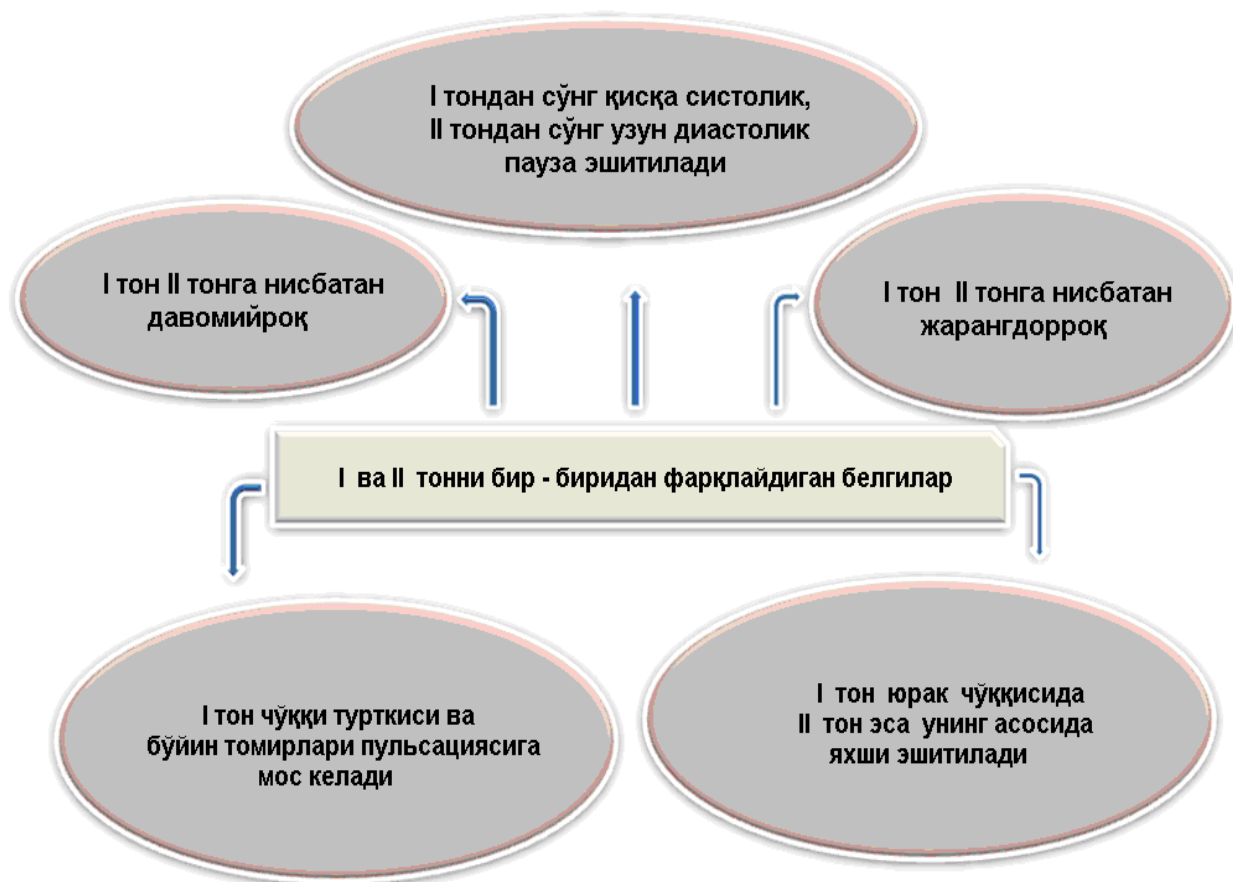 I тондан сўнг қисқа систолик,
II тондан сўнг узун диастолик
пауза эшитилади
I тон II тонга нисбатан
давомийроқ
I тон II тонга нисбатан
жарангдорроқ
I ва II тонни бир - биридан фарқлайдиган белгилар
I тон чўққи турткиси ва
бўйин томирлари пульсациясига
мос келади
I тон юрак чўққисида
II тон эса унинг асосида
яхши эшитилади